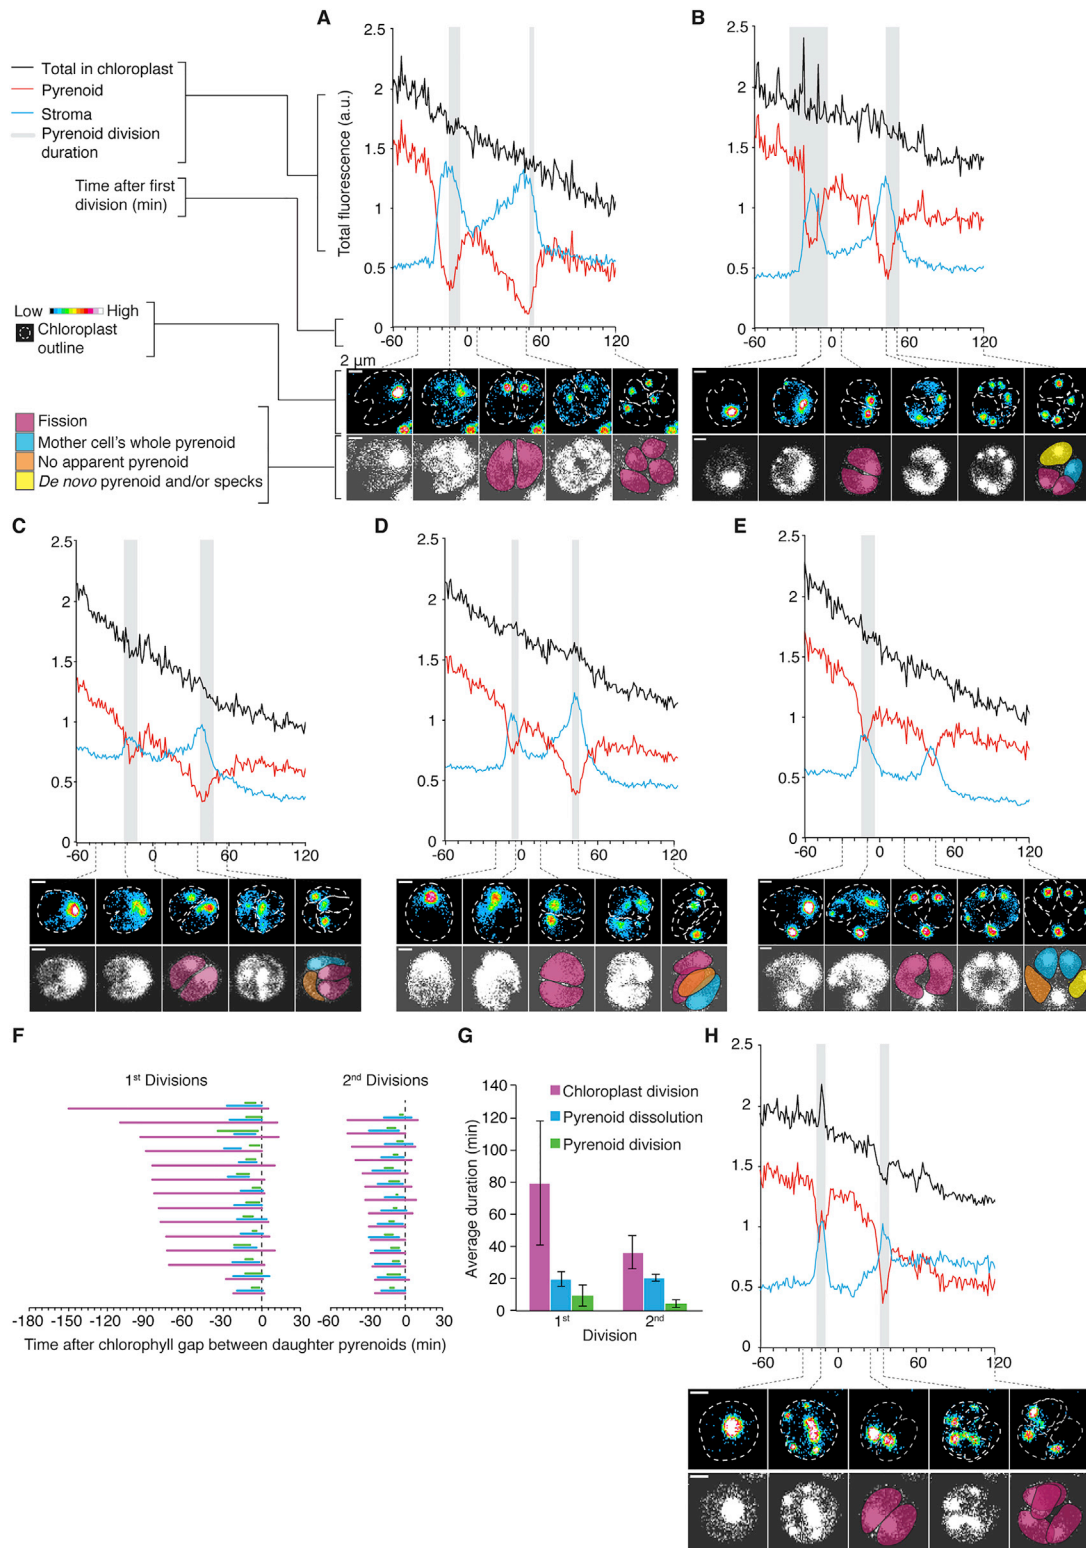 A
B
Total in chloroplast
Pyrenoid
Stroma
Pyrenoid division
duration
Time after first
division (min)
Low High
Chloroplast
outline
Fission
Mother cell's whole pyrenoid
No apparent pyrenoid
De novo pyrenoid and/or specks
Total fluorescence (a.u.)
2.5
2
1.5
1
0.5
0
-60 0 60 120
2 µm
2.5
2
1.5
1
0.5
0
-60 0 60 120
C
2.5
2
1.5
1
0.5
0
-60 0 60 120
D
2.5
2
1.5
1
0.5
0
-60 0 60 120
E
2.5
2
1.5
1
0.5
0
-60 0 60 120
F
1st Divisions
2nd Divisions
-180 -150 -120 -90 -60 -30 0 30
-60 -30 0 30
Time after chlorophyll gap between daughter pyrenoids (min)
G
Average duration (min)
140
120
100
80
60
40
20
0
Chloroplast division
Pyrenoid dissolution
Pyrenoid division
1st 2nd
Division
H
2.5
2
1.5
1
0.5
0
-60 0 60 120